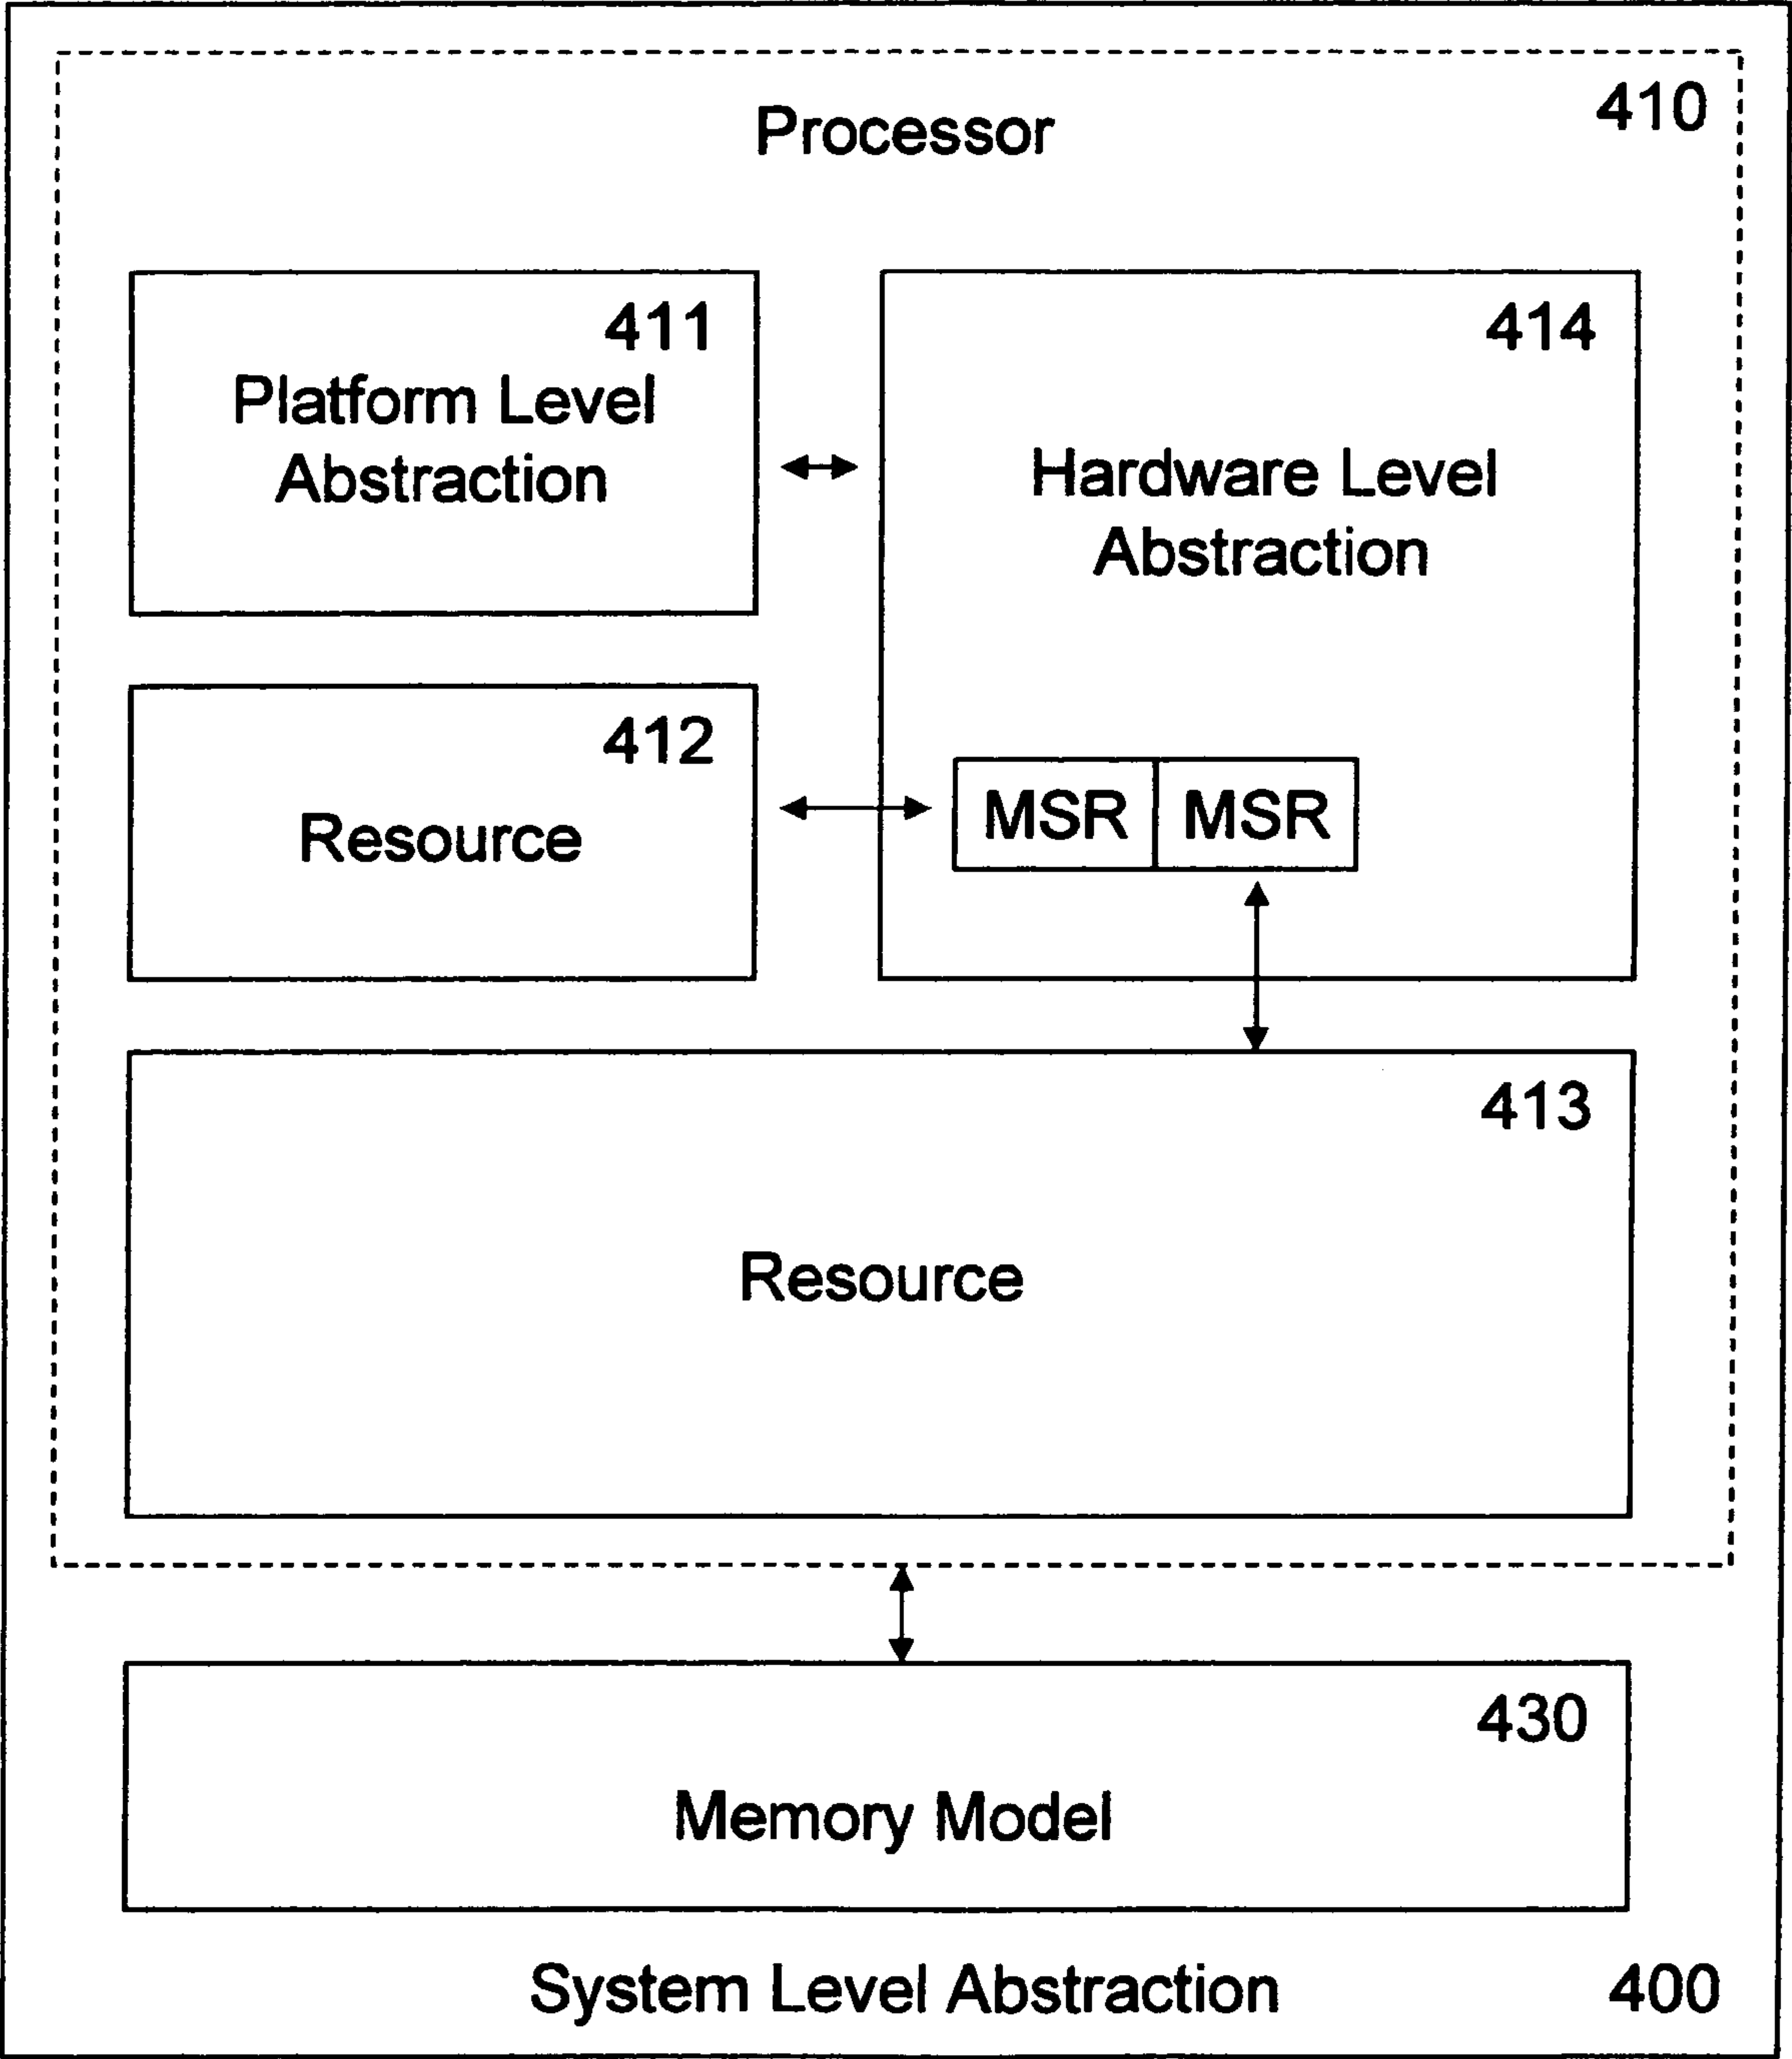 410
Processor
411
Platform Level
Abstraction
414
Hardware Level
Abstraction
412
Resource
MSR MSR
413
Resource
430
Memory Model
System Level Abstraction 400